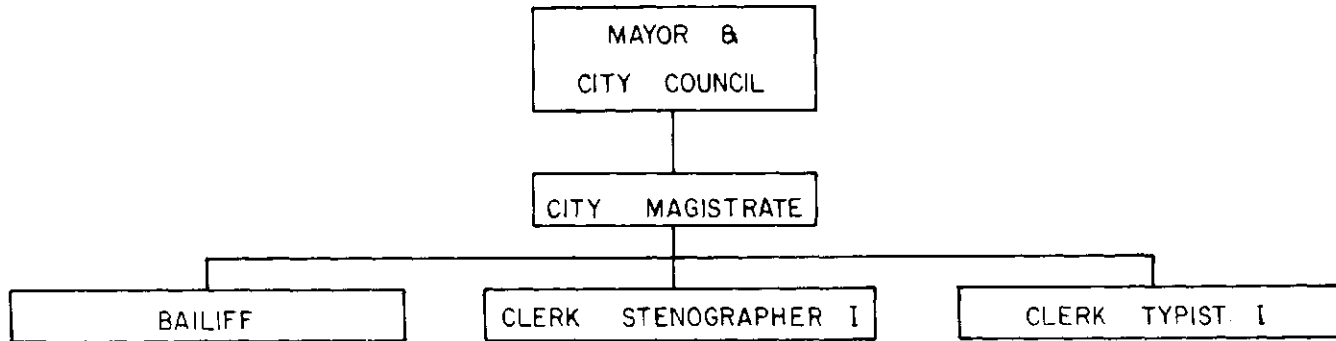 MAYOR &
CITY COUNCIL
CITY MAGISTRATE
BAILIFF
CLERK STENOGRAPHER I
CLERK TYPIST I